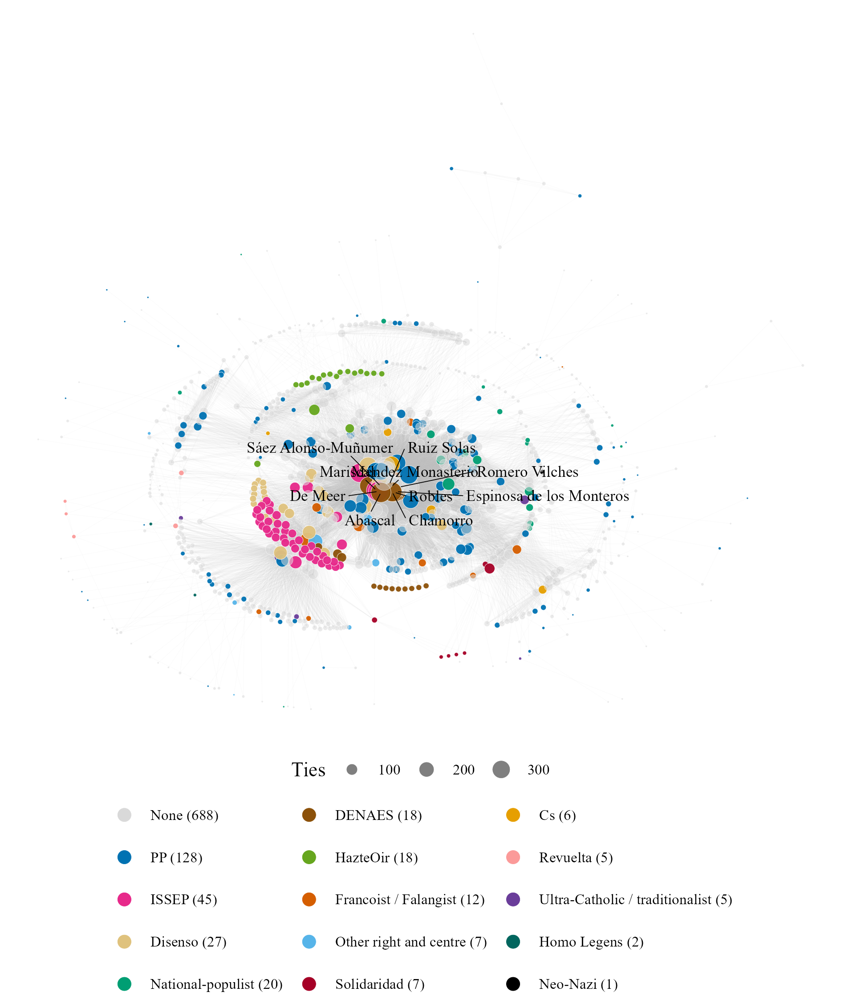 Sáez Alonso-Muñumer
Ruiz Solas
Mariscal
Mendez Monasterio
Romero Vilches
De Meer
Robles
Espinosa de los Monteros
Abascal
Chamorro
Ties 100 200 300
None (688) DENAES (18) Cs (6)
PP (128) HazteOir (18) Revuelta (5)
ISSEP (45) Francoist / Falangist (12) Ultra-Catholic / traditionalist (5)
Disenso (27) Other right and centre (7) Homo Legens (2)
National-populist (20) Solidaridad (7) Neo-Nazi (1)